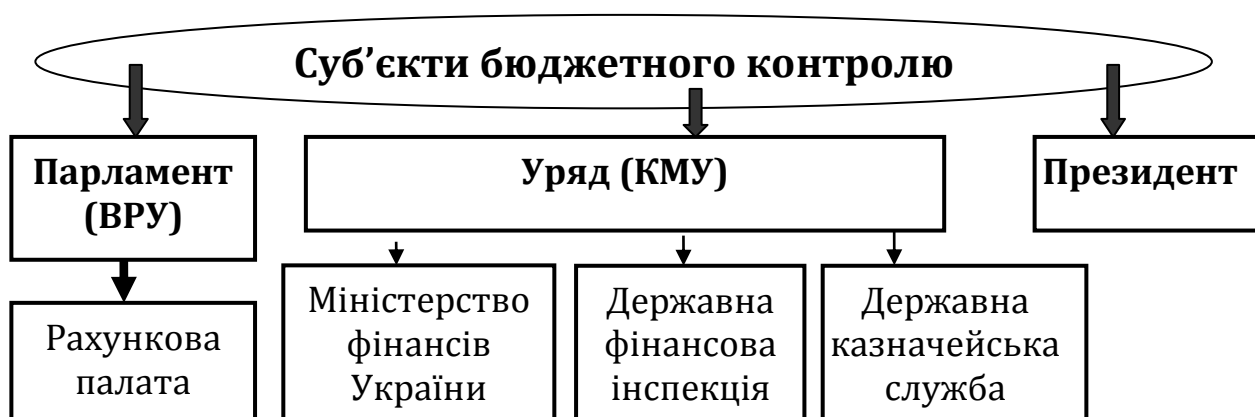 Суб’єкти бюджетного контролю
Парламент
(ВРУ)
Уряд (КМУ)
Президент
Рахункова
палата
Міністерство
фінансів
України
Державна
фінансова
інспекція
Державна
казначейська
служба